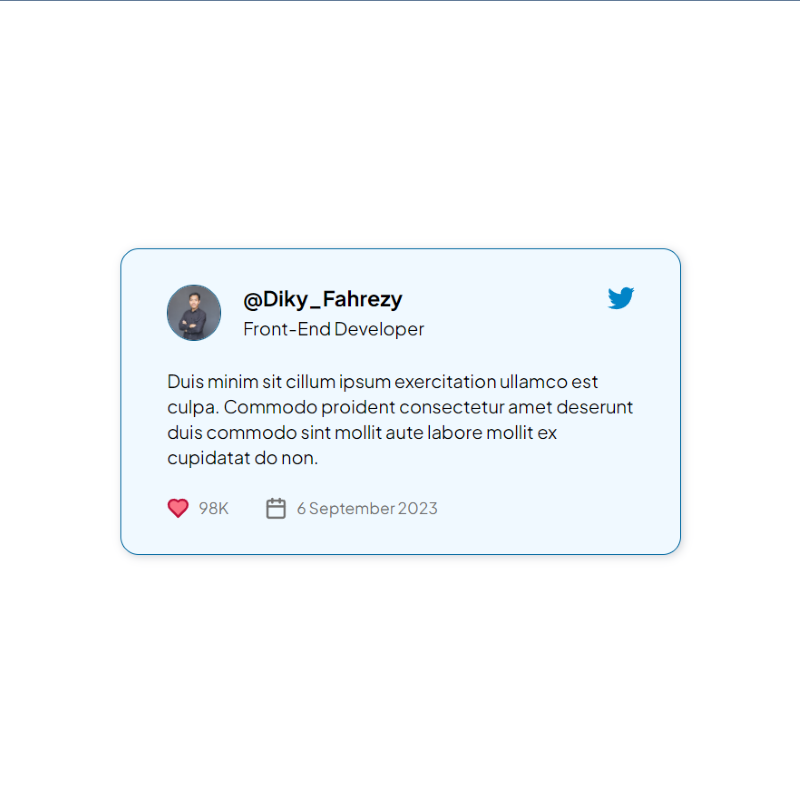 @Diky_Fahrezy
Front-End Developer
Duis minim sit cillum ipsum exercitation ullamco est
culpa. Commodo proident consectetur amet deserunt
duis commodo sint mollit aute labore mollit ex
cupidatat do non.
98K
6 September 2023